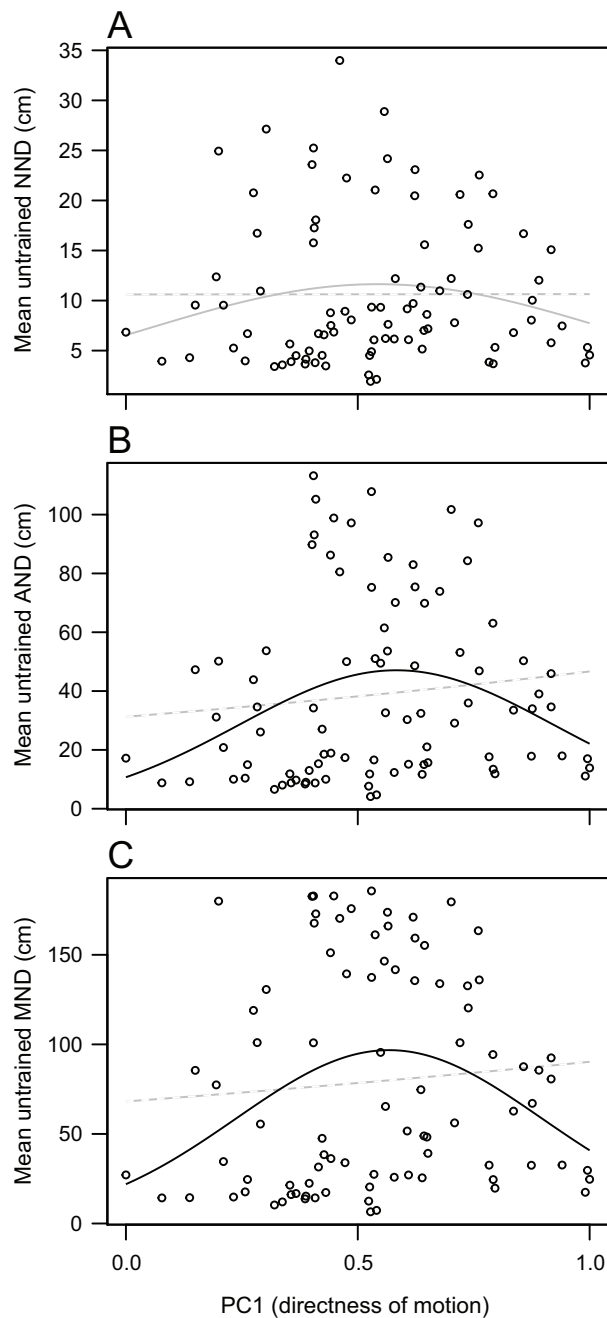 A
Mean untrained NND (cm)
35
30
25
20
15
10
5
B
Mean untrained AND (cm)
100
80
60
40
20
0
C
Mean untrained MND (cm)
150
100
50
0
0.0 0.5 1.0
PC1 (directness of motion)